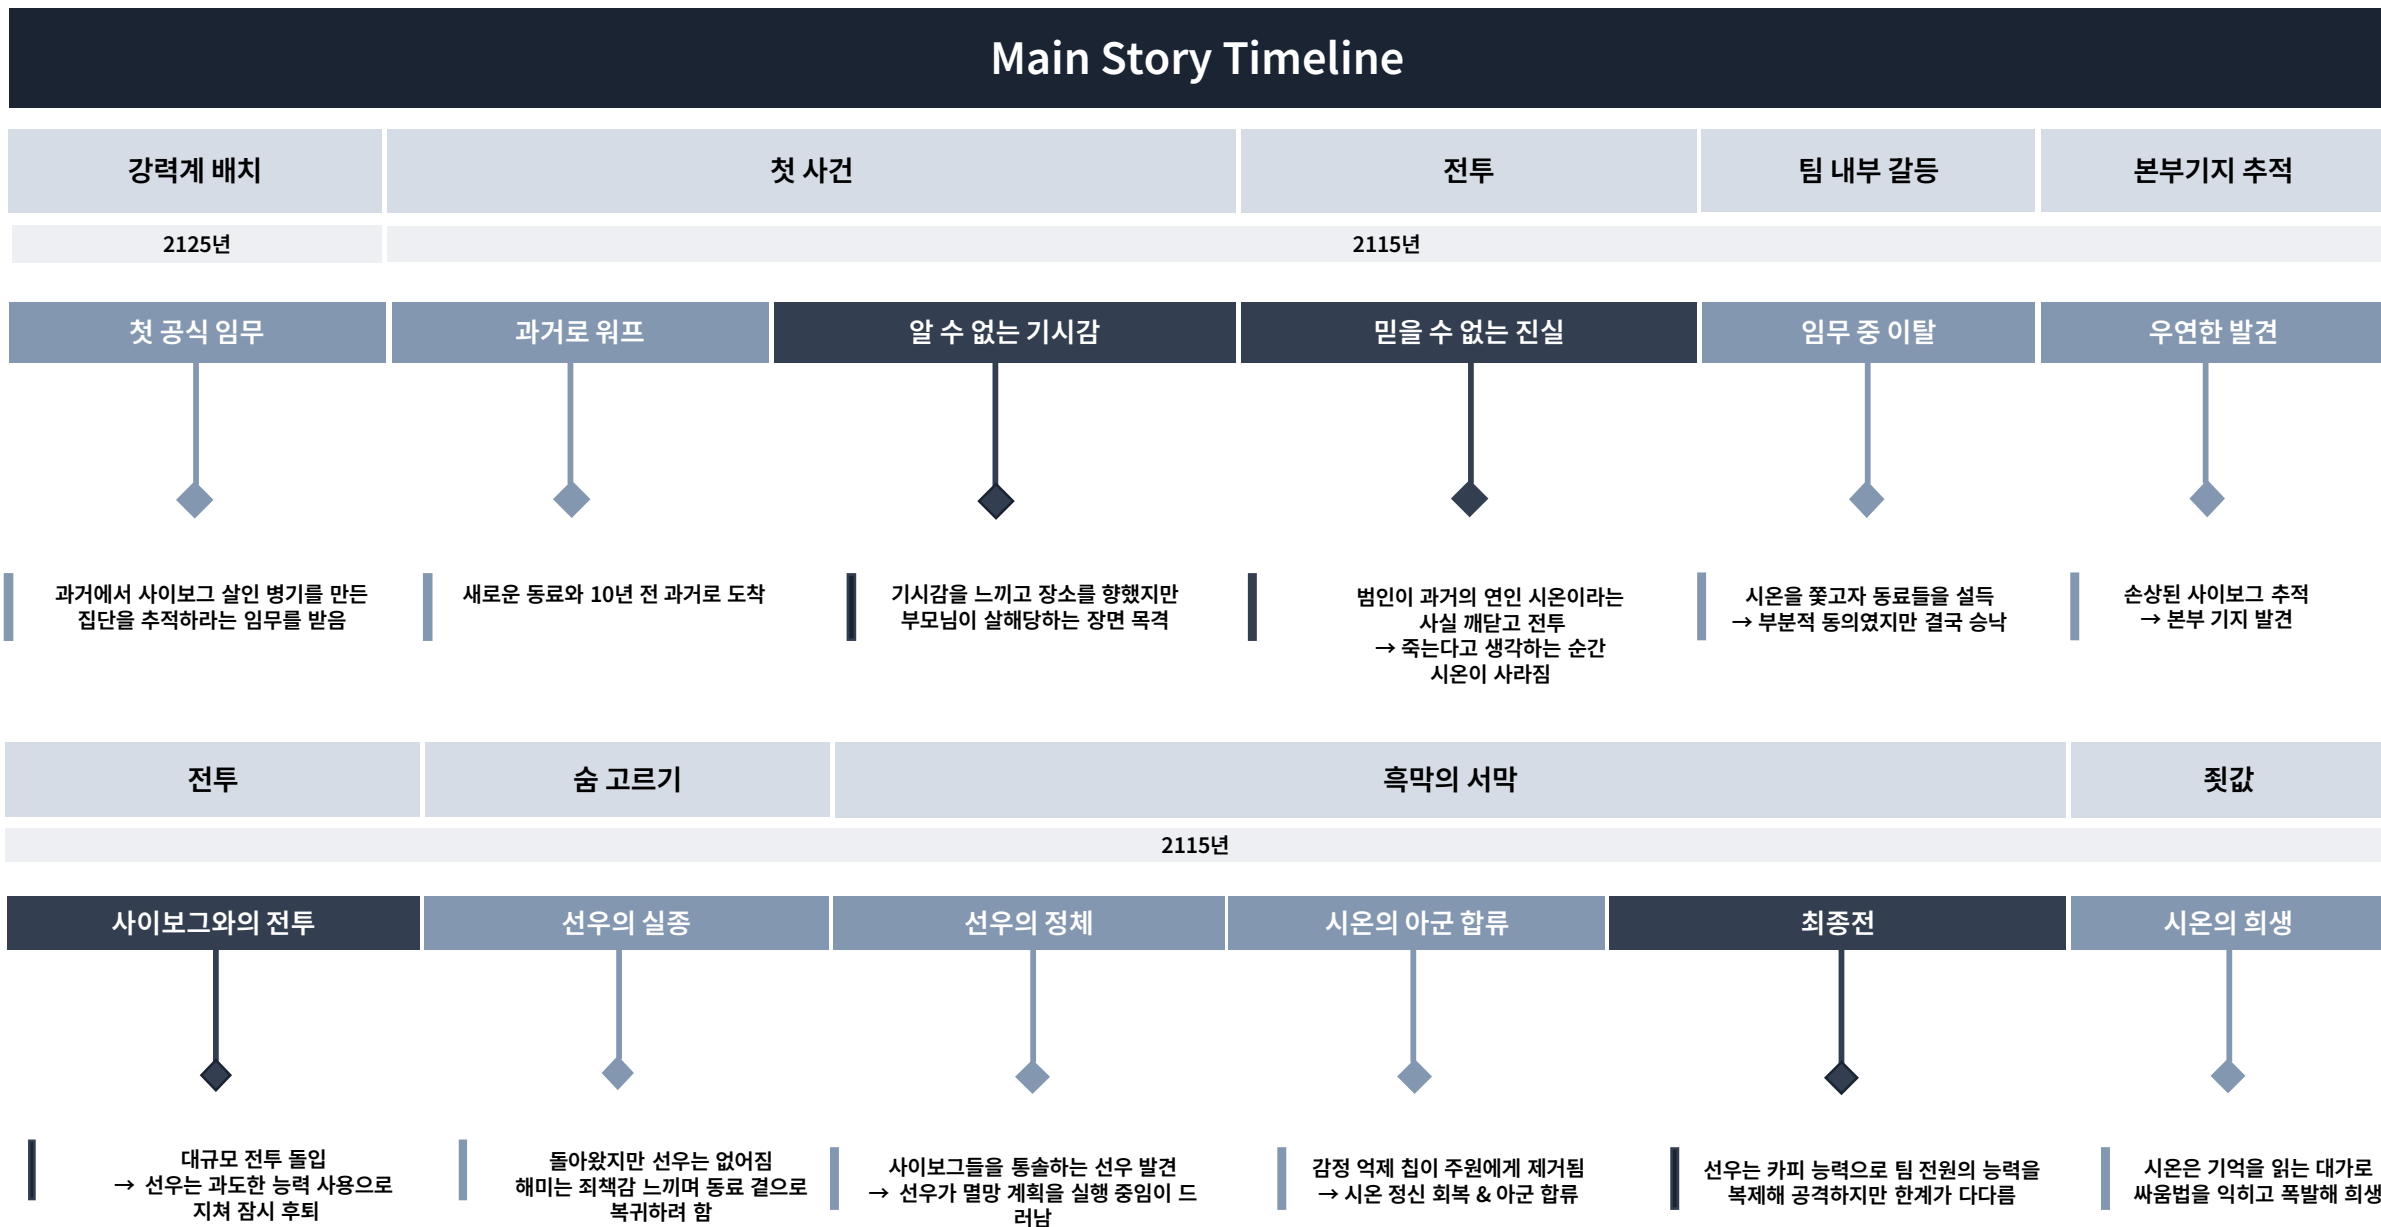 Main Story Timeline
강력계 배치
첫 사건
전투
팀 내부 갈등
본부기지 추적
2125년
2115년
첫 공식 임무
과거로 워프
알 수 없는 기시감
믿을 수 없는 진실
임무 중 이탈
우연한 발견
과거에서 사이보그 살인 병기를 만든
집단을 추적하라는 임무를 받음
새로운 동료와 10년 전 과거로 도착
기시감을 느끼고 장소를 향했지만
부모님이 살해당하는 장면 목격
범인이 과거의 연인 시온이라는
사실 깨닫고 전투
→ 죽는다고 생각하는 순간
시온이 사라짐
시온을 쫓고자 동료들을 설득
→ 부분적 동의였지만 결국 승낙
손상된 사이보그 추적
→ 본부 기지 발견
전투
숨 고르기
흑막의 서막
죗값
2115년
사이보그와의 전투
선우의 실종
선우의 정체
시온의 아군 합류
최종전
시온의 희생
대규모 전투 돌입
→ 선우는 과도한 능력 사용으로
지쳐 잠시 후퇴
돌아왔지만 선우는 없어짐
해미는 죄책감 느끼며 동료 곁으로
복귀하려 함
사이보그들을 통솔하는 선우 발견
→ 선우가 멸망 계획을 실행 중임이 드
러남
감정 억제 칩이 주원에게 제거됨
→ 시온 정신 회복 & 아군 합류
선우는 카피 능력으로 팀 전원의 능력을
복제해 공격하지만 한계가 다다름
시온은 기억을 읽는 대가로
싸움법을 익히고 폭발해 희생